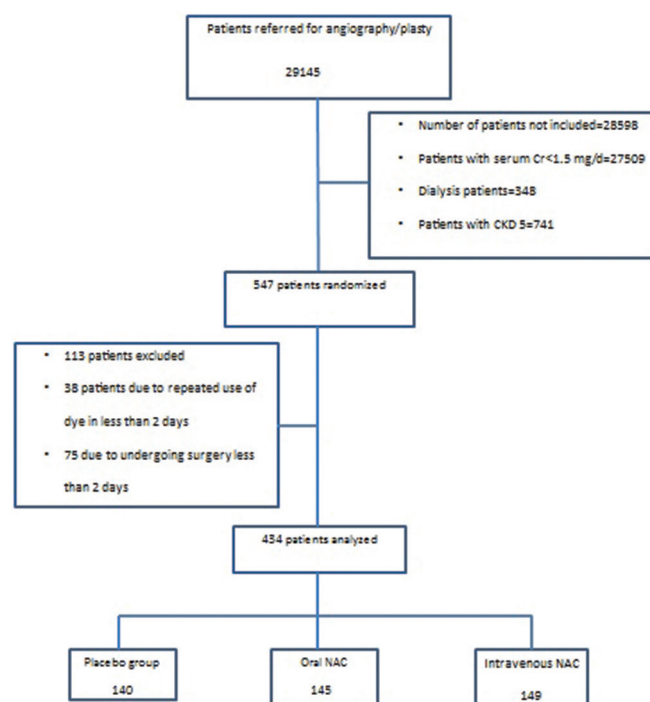 Patients referred for angiography/plasty
29145
• Number of patients not included=28598
• Patients with serum Cr<1.5 mg/d=27509
• Dialysis patients=348
• Patients with CKD 5=741
547 patients randomized
• 113 patients excluded
• 38 patients due to repeated use of
dye in less than 2 days
• 75 due to undergoing surgery less
than 2 days
434 patients analyzed
Placebo group
140
Oral NAC
145
Intravenous NAC
149